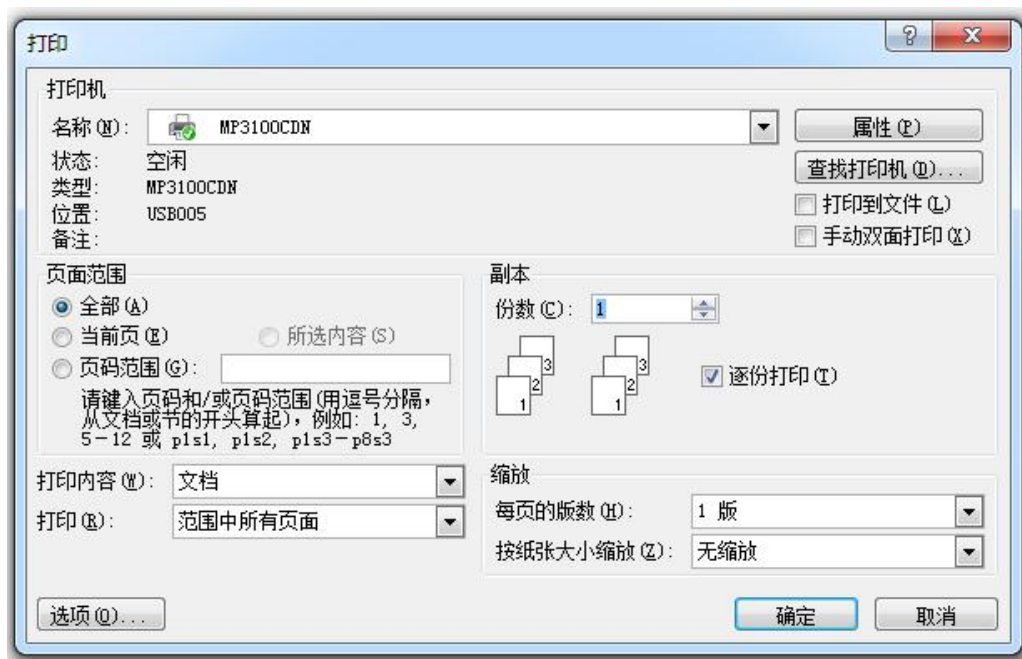 打印
打印机
名称(N): MP3100CDN 属性(P)
状态: 空闲 查找打印机(D)...
类型: MP3100CDN
位置: USB005 打印到文件(L)
备注: 手动双面打印(X)
页面范围
全部(A)
当前页(E) 所选内容(S)
页码范围(G):
请键入页码和/或页码范围(用逗号分隔，
从文档或节的开头算起)，例如: 1, 3,
5-12 或 p1s1, p1s2, p1s3-p8s3
副本
份数(C): 1
3 3
2 2
1 1
逐份打印(T)
打印内容(W): 文档
打印(R): 范围中所有页面
缩放
每页的版数(H): 1 版
按纸张大小缩放(Z): 无缩放
选项(O)... 确定 取消